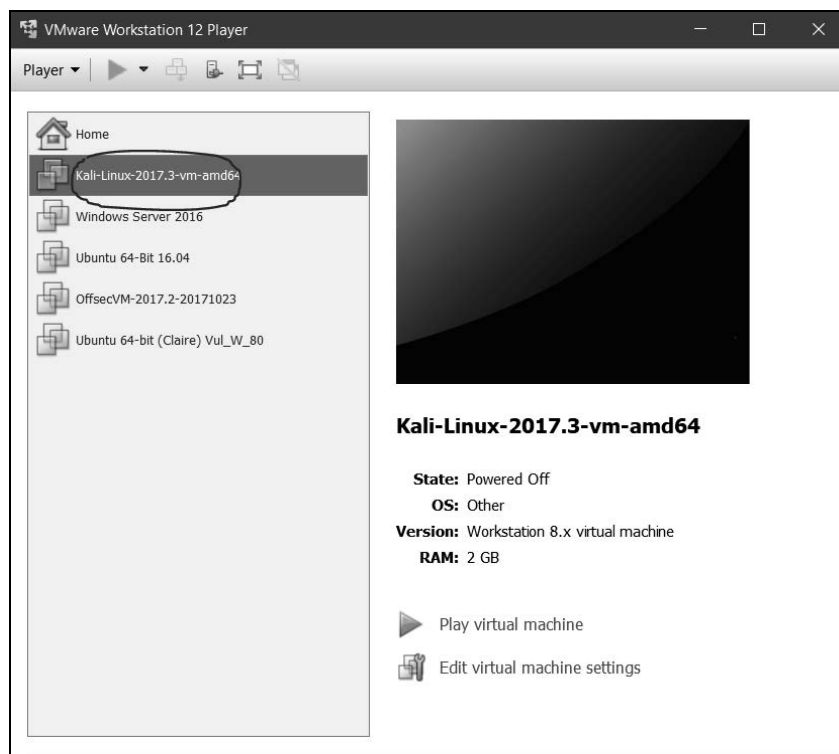 VMware Workstation 12 Player
Player
Home
Kali-Linux-2017.3-vm-amd64
Windows Server 2016
Ubuntu 64-Bit 16.04
OffsecVM-2017.2-20171023
Ubuntu 64-bit (Claire) Vul_W_80
Kali-Linux-2017.3-vm-amd64
State: Powered Off
OS: Other
Version: Workstation 8.x virtual machine
RAM: 2 GB
Play virtual machine
Edit virtual machine settings